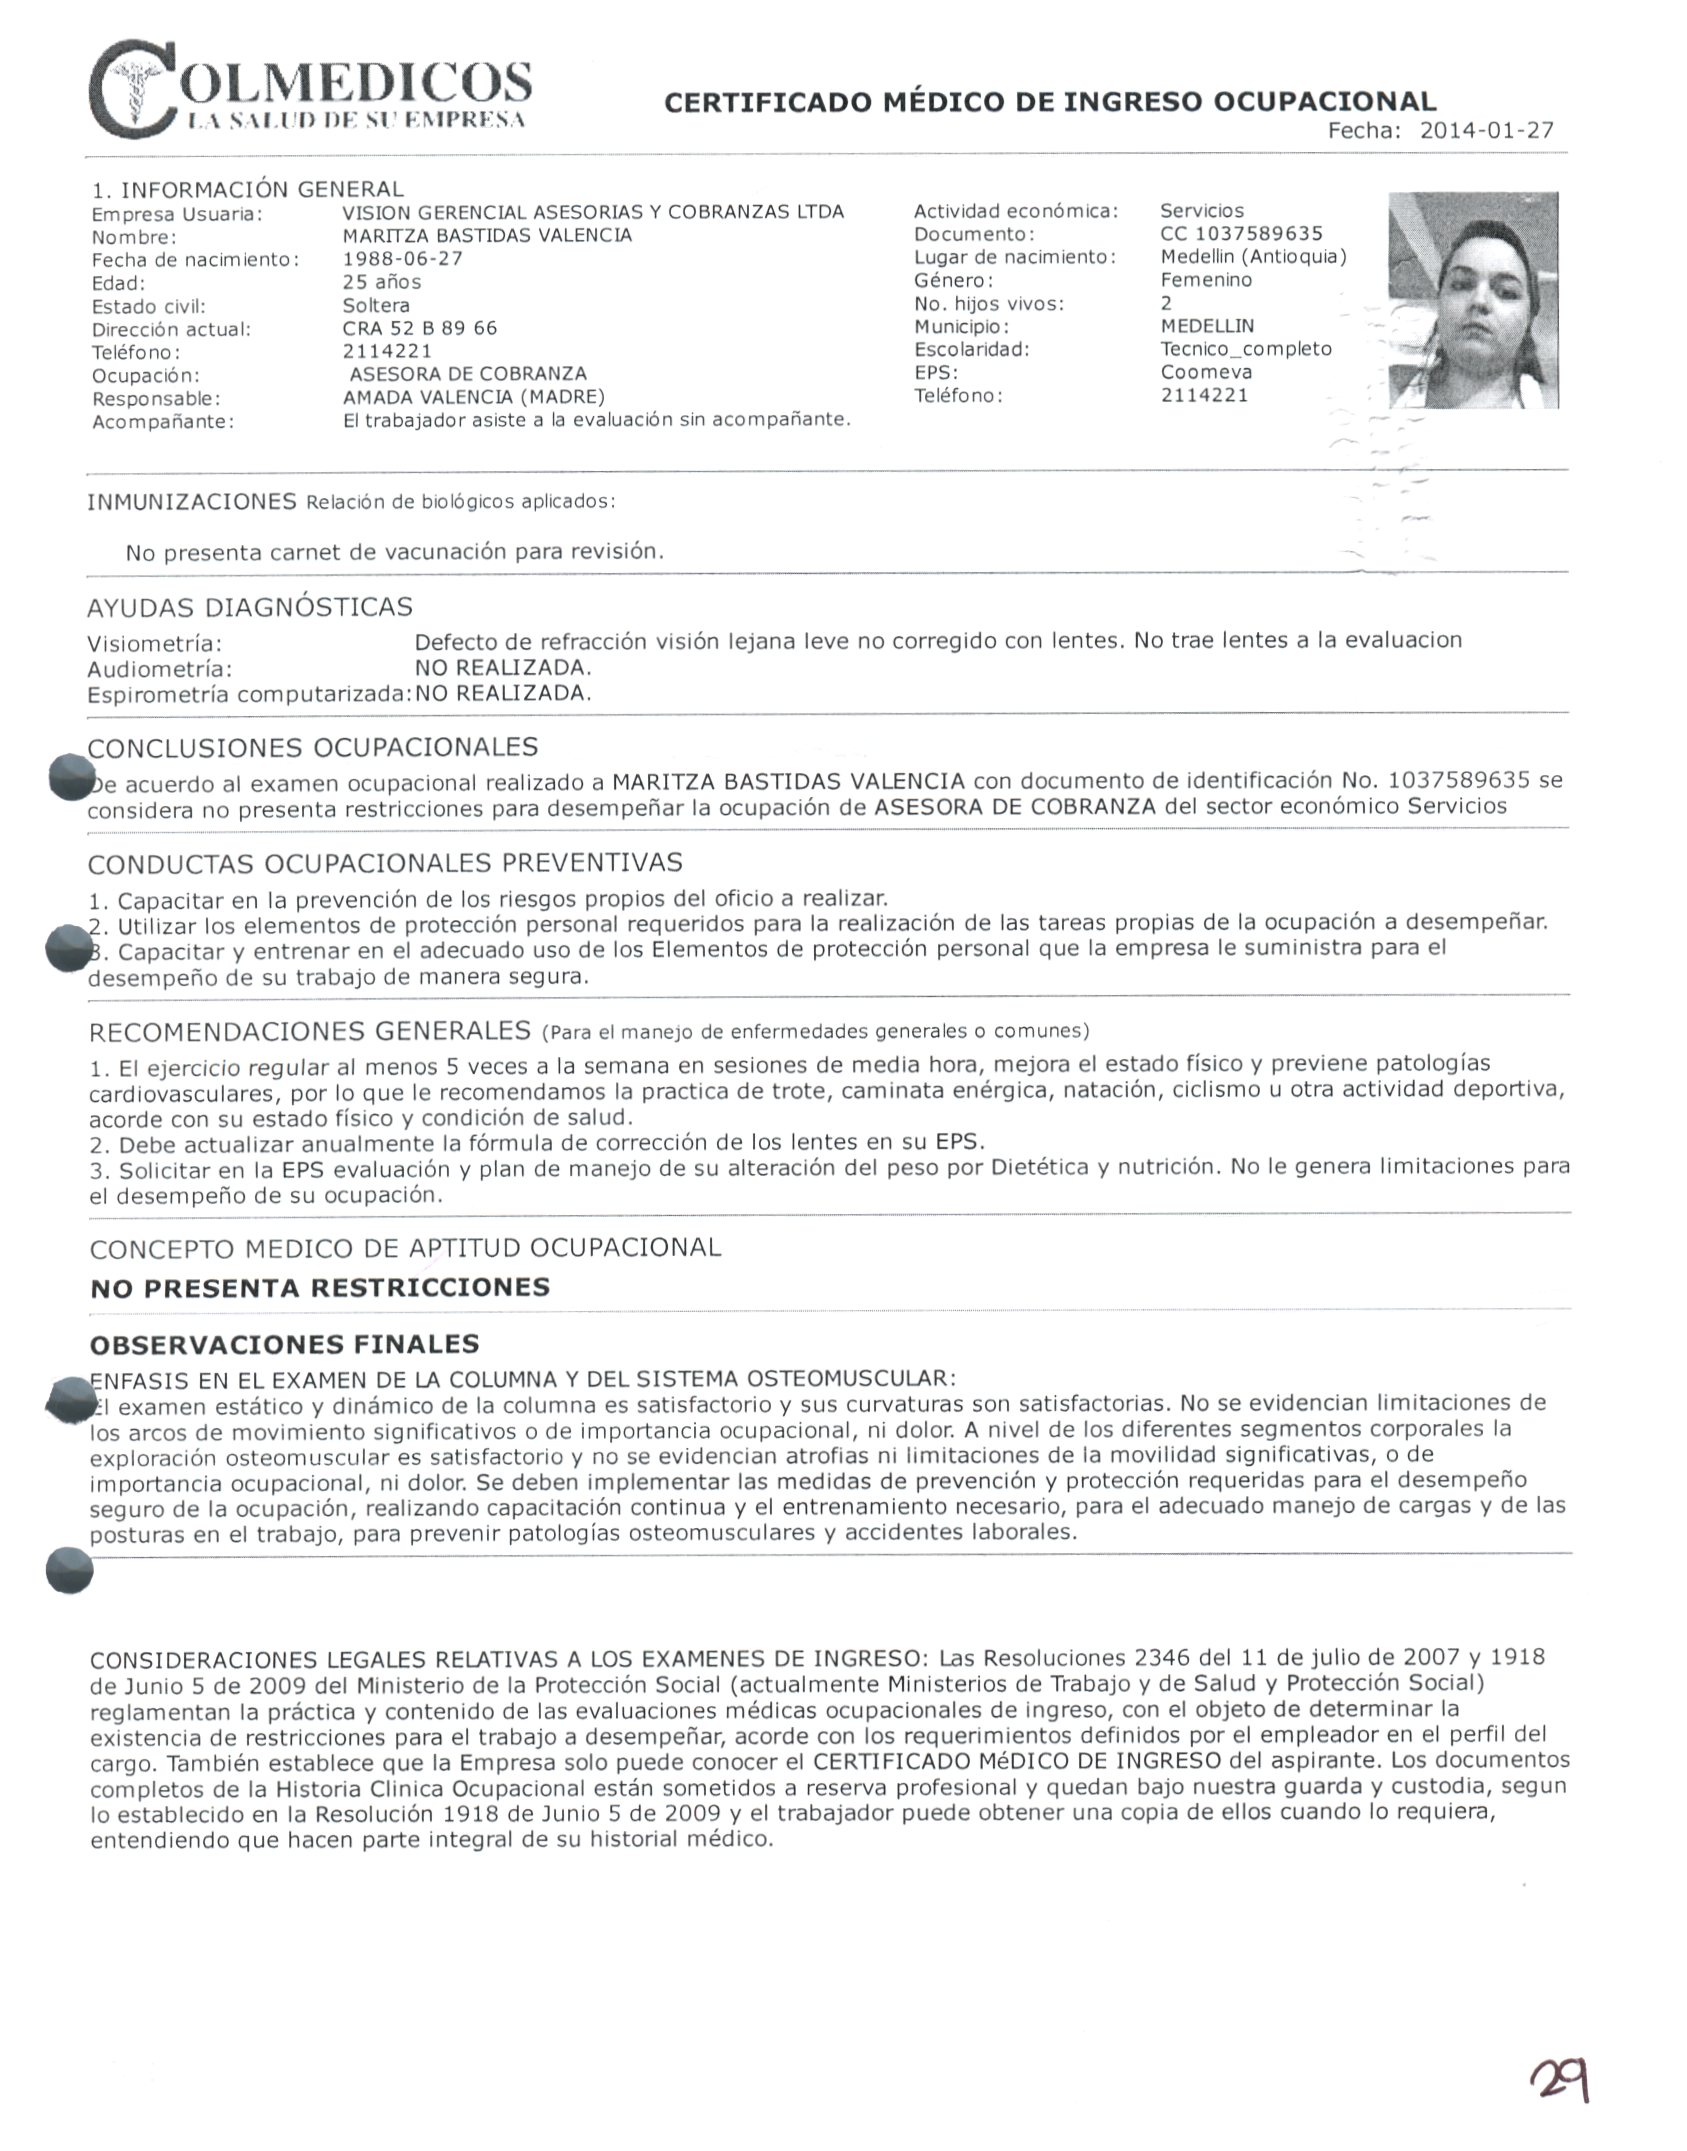 COLMEDICOS
LA SALUD DE SU EMPRESA
CERTIFICADO MÉDICO DE INGRESO OCUPACIONAL
Fecha: 2014-01-27
1. INFORMACIÓN GENERAL
Empresa Usuaria: VISION GERENCIAL ASESORIAS Y COBRANZAS LTDA Actividad económica: Servicios
Nombre: MARITZA BASTIDAS VALENCIA Documento: CC 1037589635
Fecha de nacimiento: 1988-06-27 Lugar de nacimiento: Medellin (Antioquia)
Edad: 25 años Género: Femenino
Estado civil: Soltera No. hijos vivos: 2
Dirección actual: CRA 52 B 89 66 Municipio: MEDELLIN
Teléfono: 2114221 Escolaridad: Tecnico_completo
Ocupación: ASESORA DE COBRANZA EPS: Coomeva
Responsable: AMADA VALENCIA (MADRE) Teléfono: 2114221
Acompañante: El trabajador asiste a la evaluación sin acompañante.
INMUNIZACIONES Relación de biológicos aplicados:
No presenta carnet de vacunación para revisión.
AYUDAS DIAGNÓSTICAS
Visiometría: Defecto de refracción visión lejana leve no corregido con lentes. No trae lentes a la evaluacion
Audiometría: NO REALIZADA.
Espirometría computarizada: NO REALIZADA.
CONCLUSIONES OCUPACIONALES
De acuerdo al examen ocupacional realizado a MARITZA BASTIDAS VALENCIA con documento de identificación No. 1037589635 se
considera no presenta restricciones para desempeñar la ocupación de ASESORA DE COBRANZA del sector económico Servicios
CONDUCTAS OCUPACIONALES PREVENTIVAS
1. Capacitar en la prevención de los riesgos propios del oficio a realizar.
2. Utilizar los elementos de protección personal requeridos para la realización de las tareas propias de la ocupación a desempeñar.
3. Capacitar y entrenar en el adecuado uso de los Elementos de protección personal que la empresa le suministra para el
desempeño de su trabajo de manera segura.
RECOMENDACIONES GENERALES (Para el manejo de enfermedades generales o comunes)
1. El ejercicio regular al menos 5 veces a la semana en sesiones de media hora, mejora el estado físico y previene patologías
cardiovasculares, por lo que le recomendamos la practica de trote, caminata enérgica, natación, ciclismo u otra actividad deportiva,
acorde con su estado físico y condición de salud.
2. Debe actualizar anualmente la fórmula de corrección de los lentes en su EPS.
3. Solicitar en la EPS evaluación y plan de manejo de su alteración del peso por Dietética y nutrición. No le genera limitaciones para
el desempeño de su ocupación.
CONCEPTO MEDICO DE APTITUD OCUPACIONAL
NO PRESENTA RESTRICCIONES
OBSERVACIONES FINALES
ENFASIS EN EL EXAMEN DE LA COLUMNA Y DEL SISTEMA OSTEOMUSCULAR:
El examen estático y dinámico de la columna es satisfactorio y sus curvaturas son satisfactorias. No se evidencian limitaciones de
los arcos de movimiento significativos o de importancia ocupacional, ni dolor. A nivel de los diferentes segmentos corporales la
exploración osteomuscular es satisfactorio y no se evidencian atrofias ni limitaciones de la movilidad significativas, o de
importancia ocupacional, ni dolor. Se deben implementar las medidas de prevención y protección requeridas para el desempeño
seguro de la ocupación, realizando capacitación continua y el entrenamiento necesario, para el adecuado manejo de cargas y de las
posturas en el trabajo, para prevenir patologías osteomusculares y accidentes laborales.
CONSIDERACIONES LEGALES RELATIVAS A LOS EXAMENES DE INGRESO: Las Resoluciones 2346 del 11 de julio de 2007 y 1918
de Junio 5 de 2009 del Ministerio de la Protección Social (actualmente Ministerios de Trabajo y de Salud y Protección Social)
reglamentan la práctica y contenido de las evaluaciones médicas ocupacionales de ingreso, con el objeto de determinar la
existencia de restricciones para el trabajo a desempeñar, acorde con los requerimientos definidos por el empleador en el perfil del
cargo. También establece que la Empresa solo puede conocer el CERTIFICADO MéDICO DE INGRESO del aspirante. Los documentos
completos de la Historia Clinica Ocupacional están sometidos a reserva profesional y quedan bajo nuestra guarda y custodia, segun
lo establecido en la Resolución 1918 de Junio 5 de 2009 y el trabajador puede obtener una copia de ellos cuando lo requiera,
entendiendo que hacen parte integral de su historial médico.
29